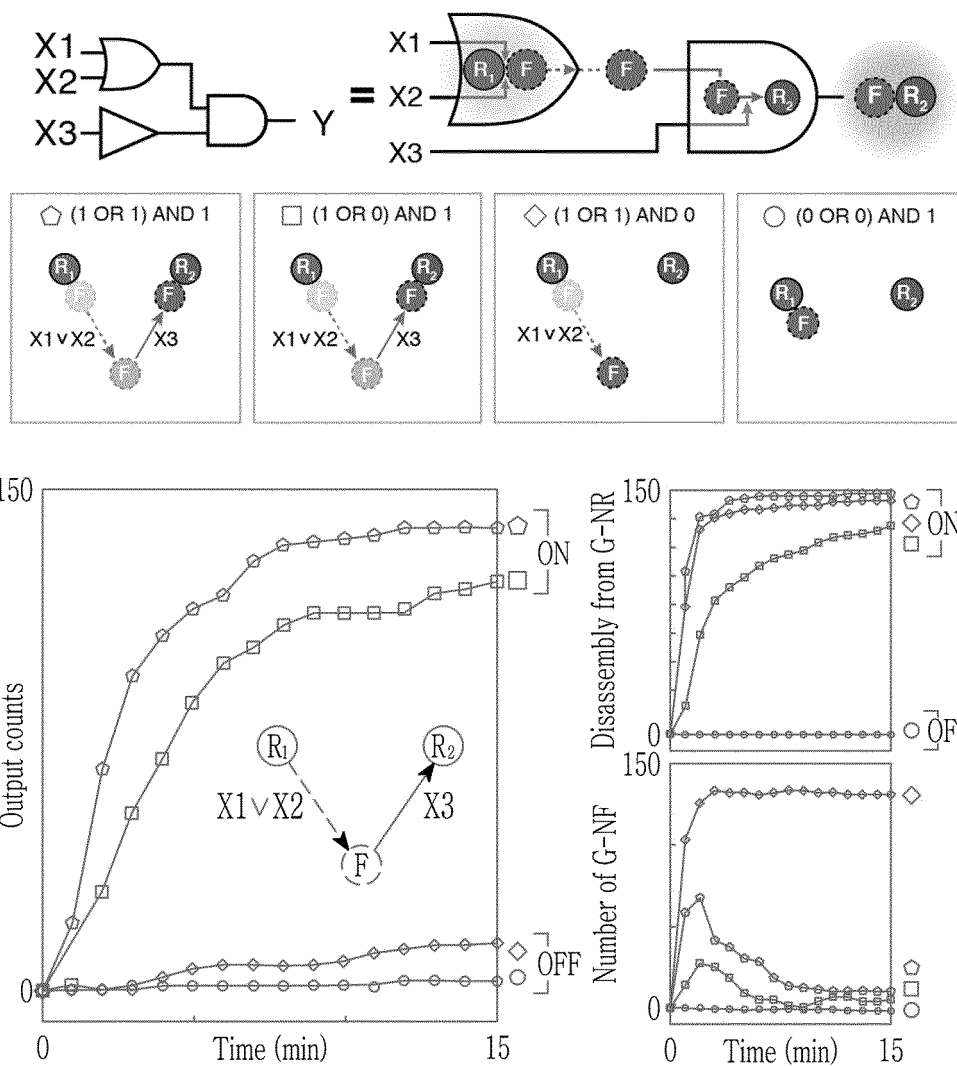 X1
X2
X3
Y
=
X1
X2
X3
R1
F
F
F
R2
F
R2
(1 OR 1) AND 1
R1
F
R2
F
X1 ∨ X2
X3
F
(1 OR 0) AND 1
R1
F
R2
F
X1 ∨ X2
X3
F
(1 OR 1) AND 0
R1
F
R2
X1 ∨ X2
F
(0 OR 0) AND 1
R1
F
R2
150
Output counts
0
ON
OFF
R1
R2
X1∨X2
X3
F
0
Time (min)
15
150
Disassembly from G-NR
0
ON
OF
150
Number of G-NF
0
0
Time (min)
15